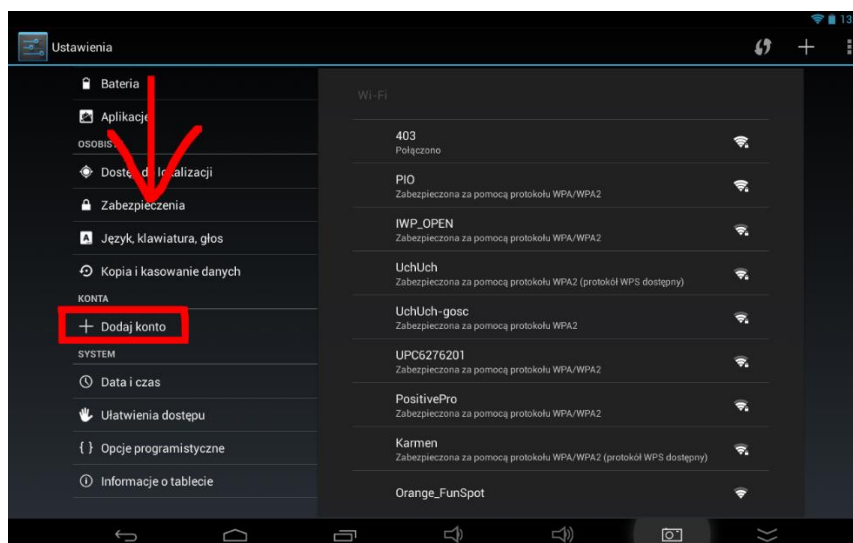 13
Ustawienia
Bateria
Aplikacje
OSOBIST
Dostęp do lokalizacji
Zabezpieczenia
Język, klawiatura, głos
Kopia i kasowanie danych
KONTA
Dodaj konto
SYSTEM
Data i czas
Ułatwienia dostępu
{ } Opcje programistyczne
Informacje o tablecie
Wi-Fi
403
Połączono
PIO
Zabezpieczona za pomocą protokołu WPA/WPA2
IWP_OPEN
Zabezpieczona za pomocą protokołu WPA/WPA2
UchUch
Zabezpieczona za pomocą protokołu WPA2 (protokół WPS dostępny)
UchUch-gosc
Zabezpieczona za pomocą protokołu WPA2
UPC6276201
Zabezpieczona za pomocą protokołu WPA/WPA2
PositivePro
Zabezpieczona za pomocą protokołu WPA/WPA2
Karmen
Zabezpieczona za pomocą protokołu WPA/WPA2 (protokół WPS dostępny)
Orange_FunSpot